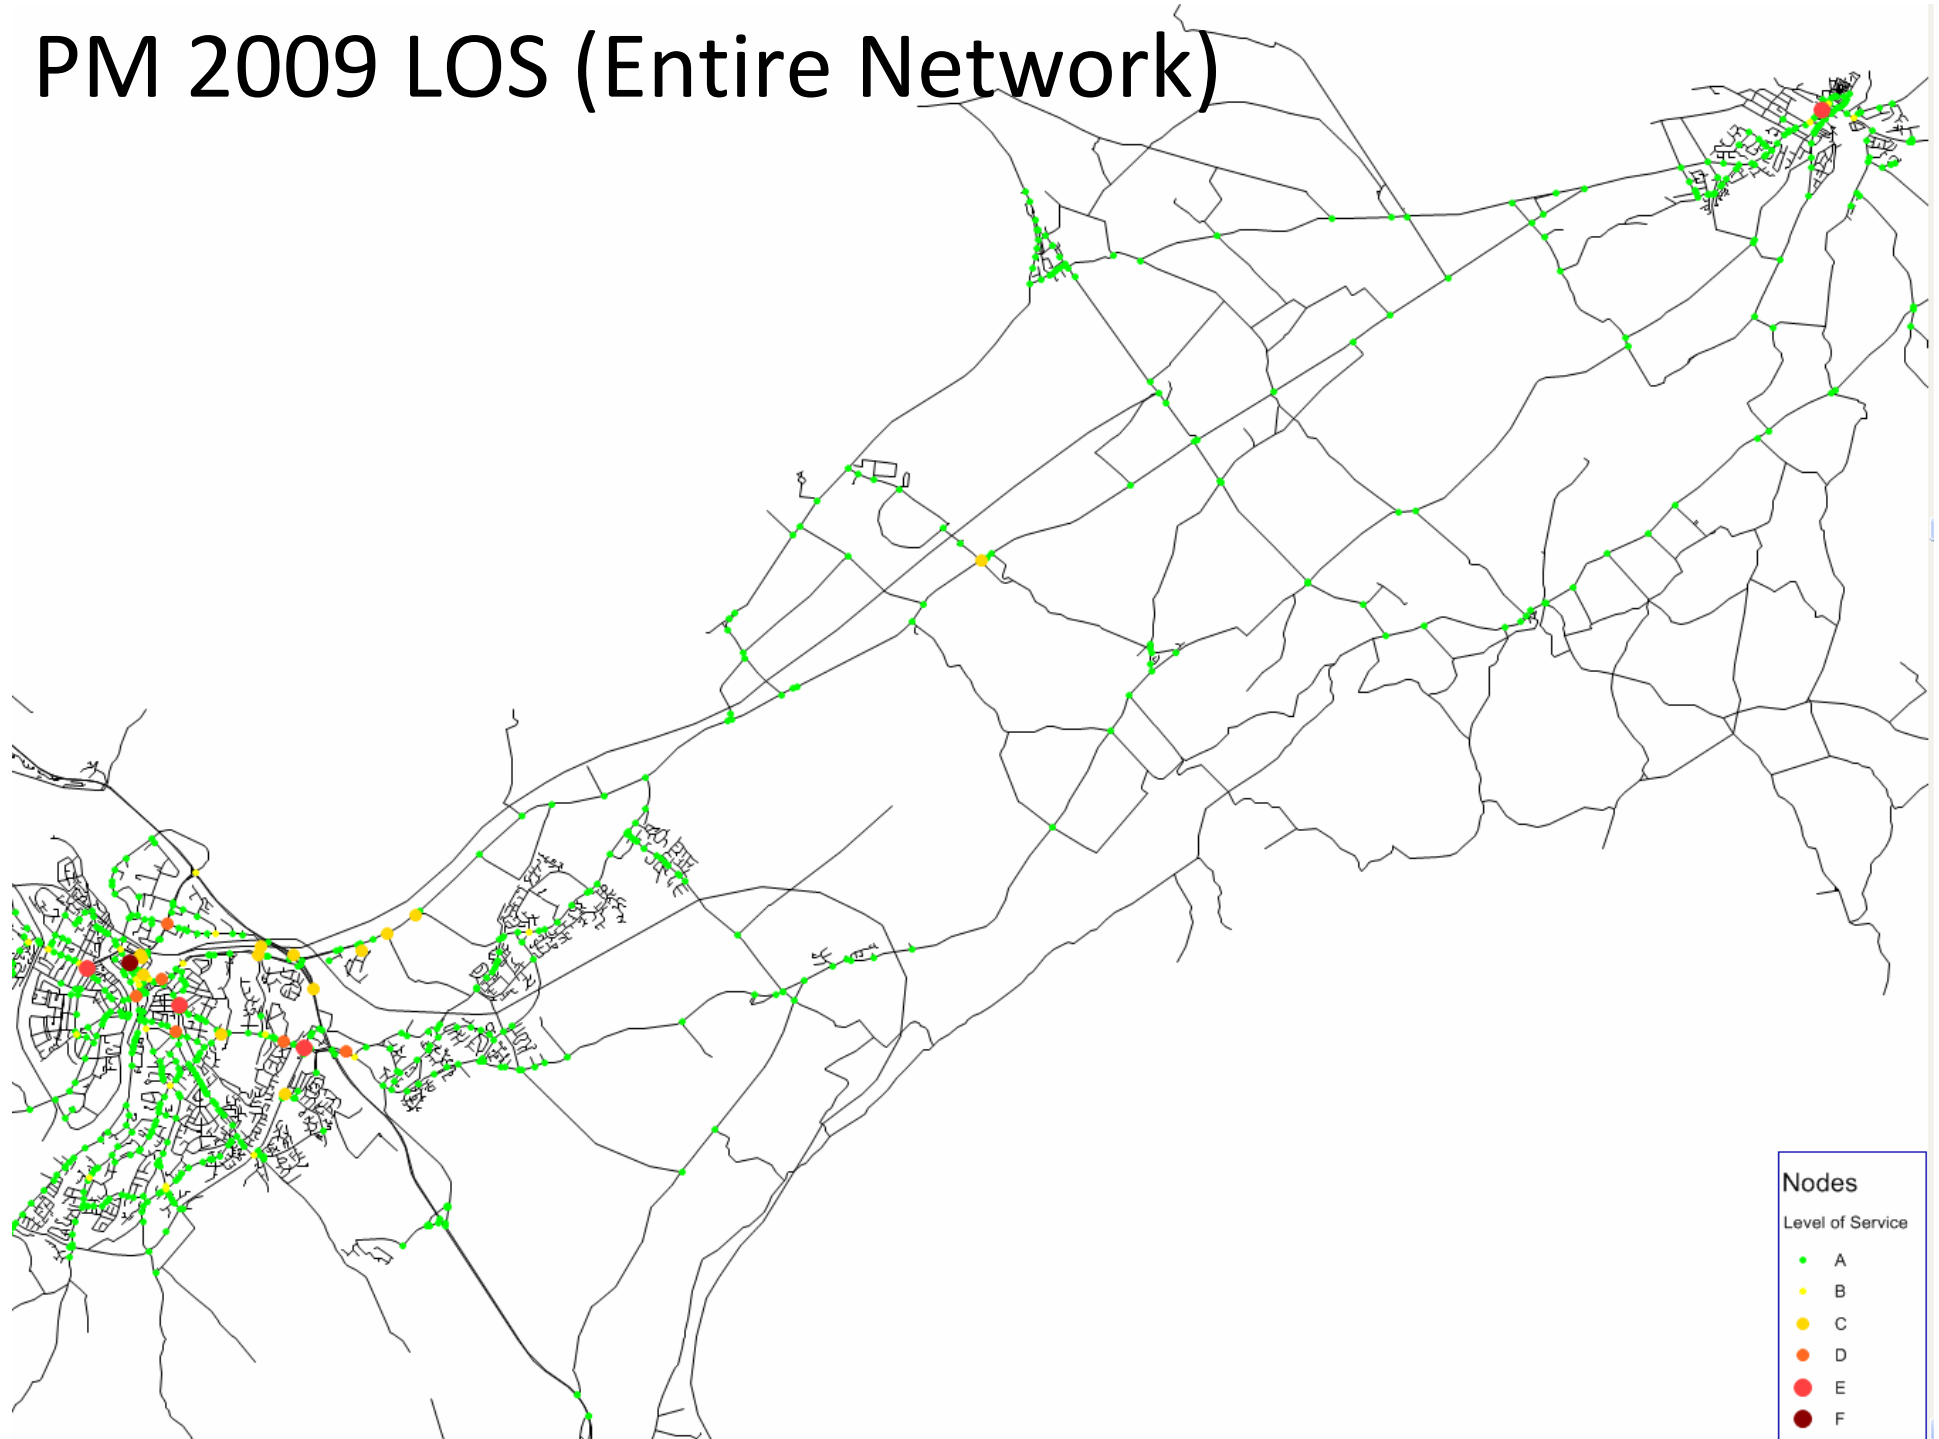 PM 2009 LOS (Entire Network)
Nodes
Level of Service
A
B
C
D
E
F